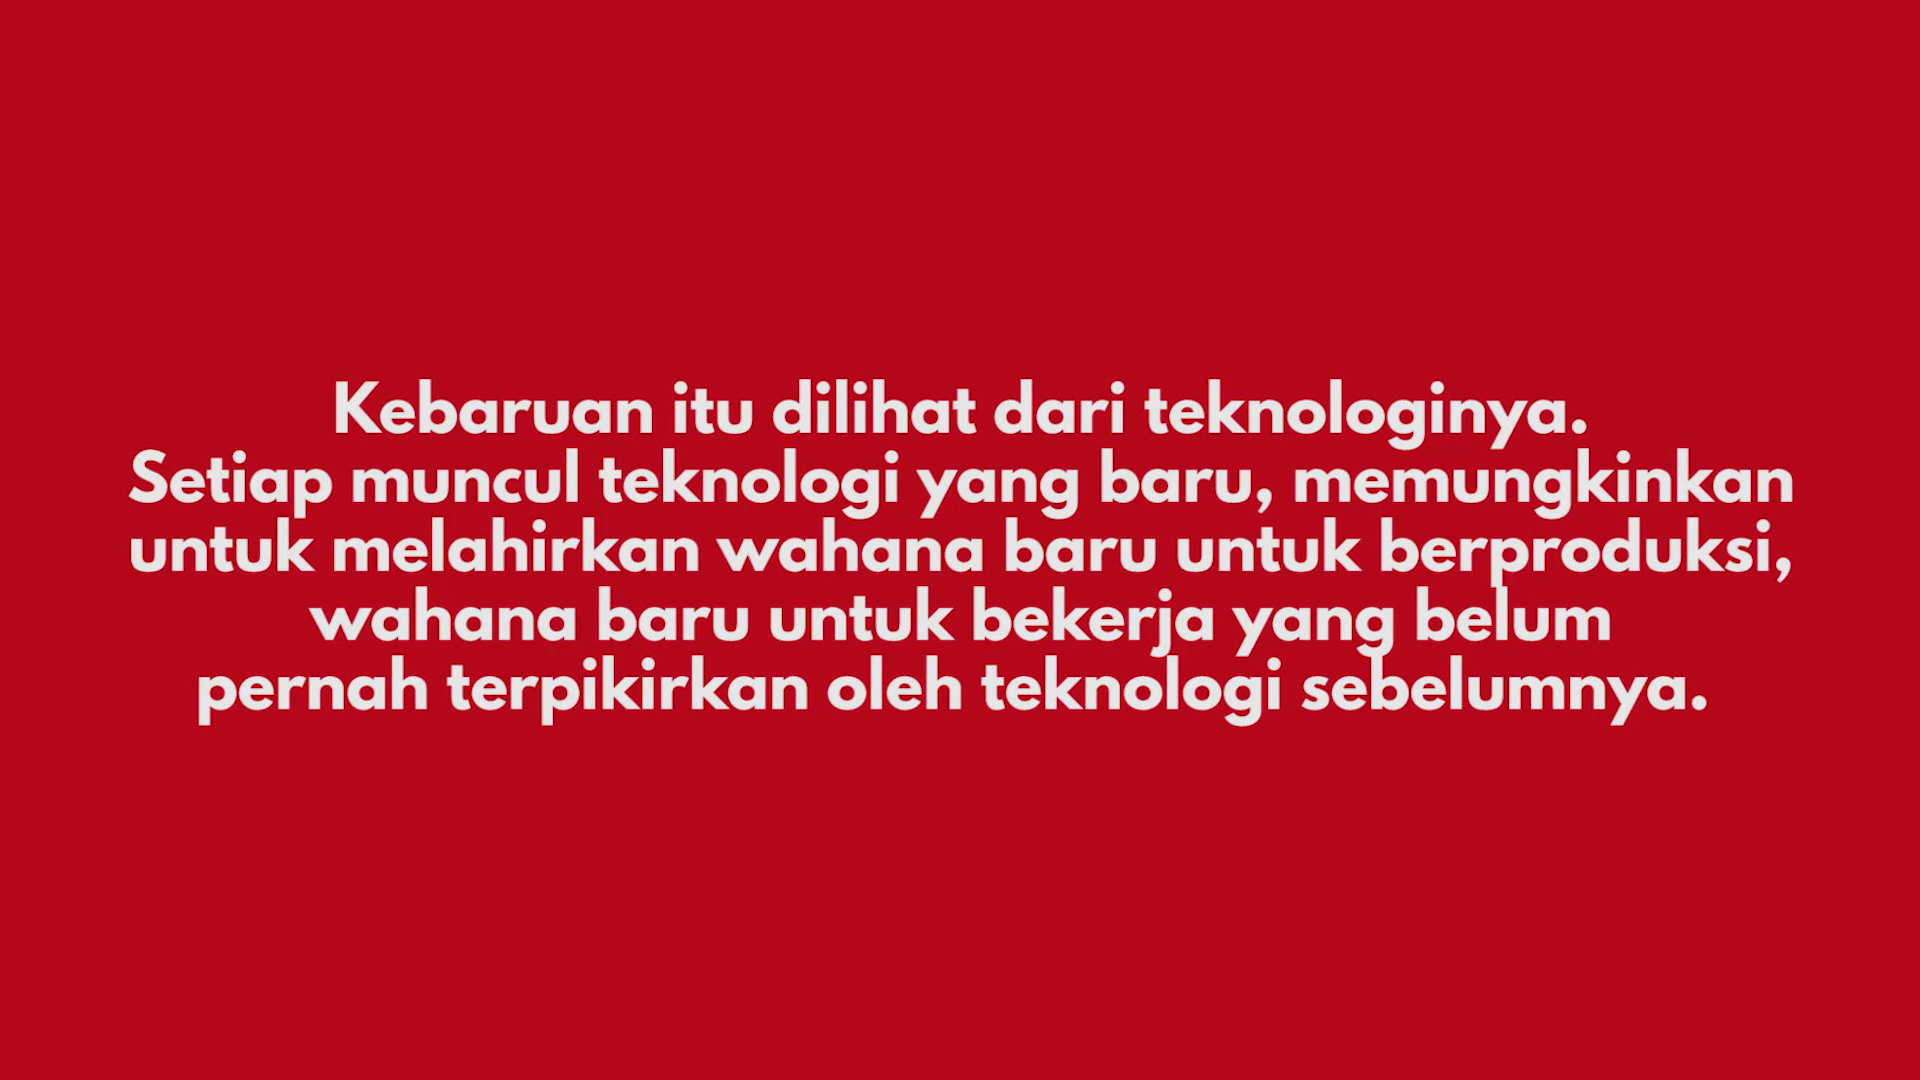 Kebaruan itu dilihat dari teknologinya.
Setiap muncul teknologi yang baru, memungkinkan
untuk melahirkan wahana baru untuk berproduksi,
wahana baru untuk bekerja yang belum
pernah terpikirkan oleh teknologi sebelumnya.